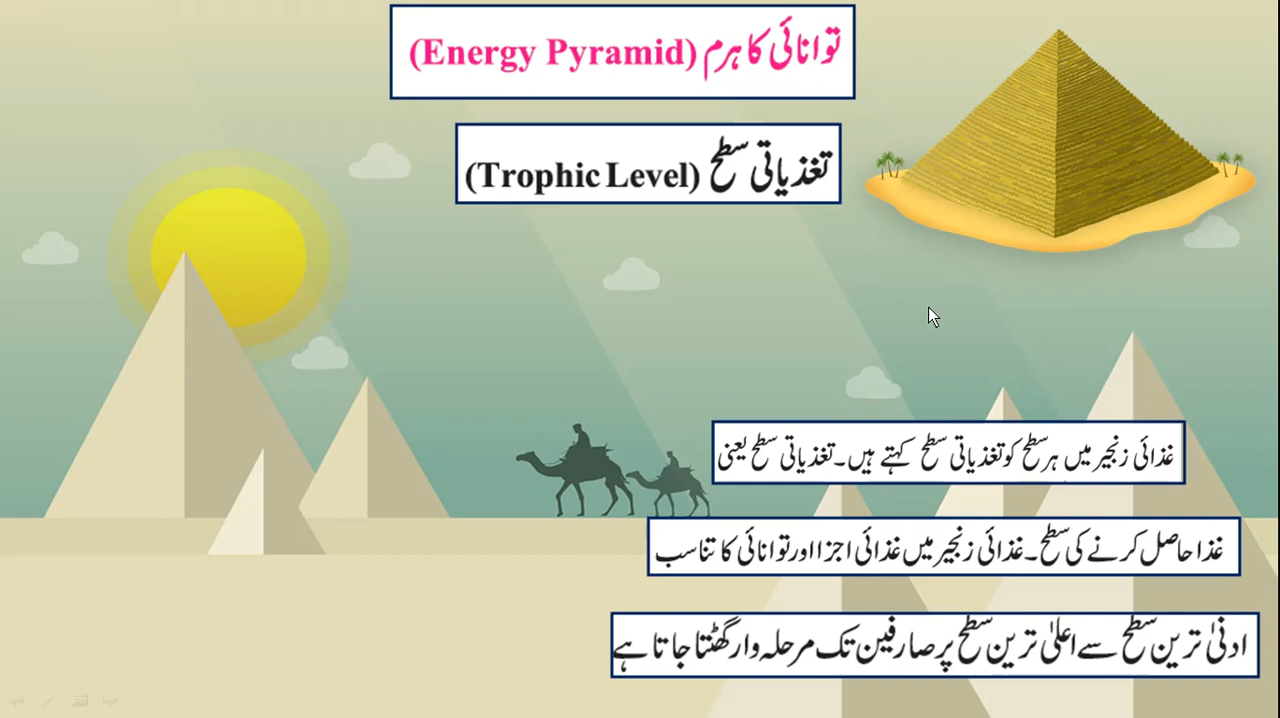 توانائی کا ہرم (Energy Pyramid)
تغذیاتی سطح (Trophic Level)
غذائی زنجیر میں ہر سطح کو تغذیاتی سطح کہتے ہیں۔ تغذیاتی سطح یعنی
غذا حاصل کرنے کی سطح۔ غذائی زنجیر میں غذائی اجزا اور توانائی کا تناسب
ادنیٰ ترین سطح سے اعلیٰ ترین سطح پر صارفین تک مرحلہ وار گھٹتا جاتا ہے